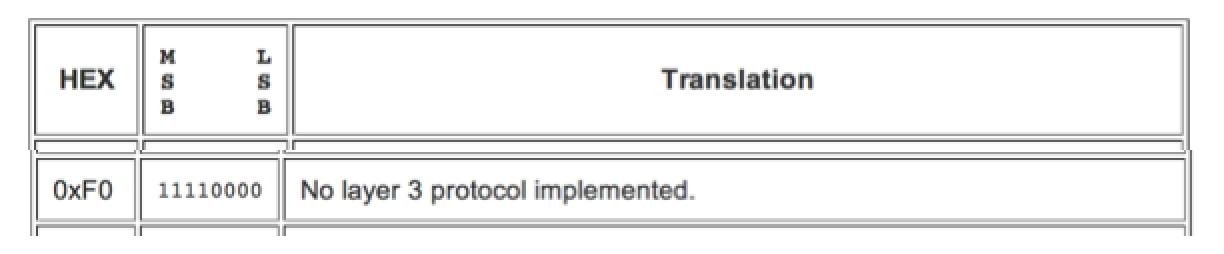 HEX
M L
S S
B B
Translation
0xF0 11110000 No layer 3 protocol implemented.